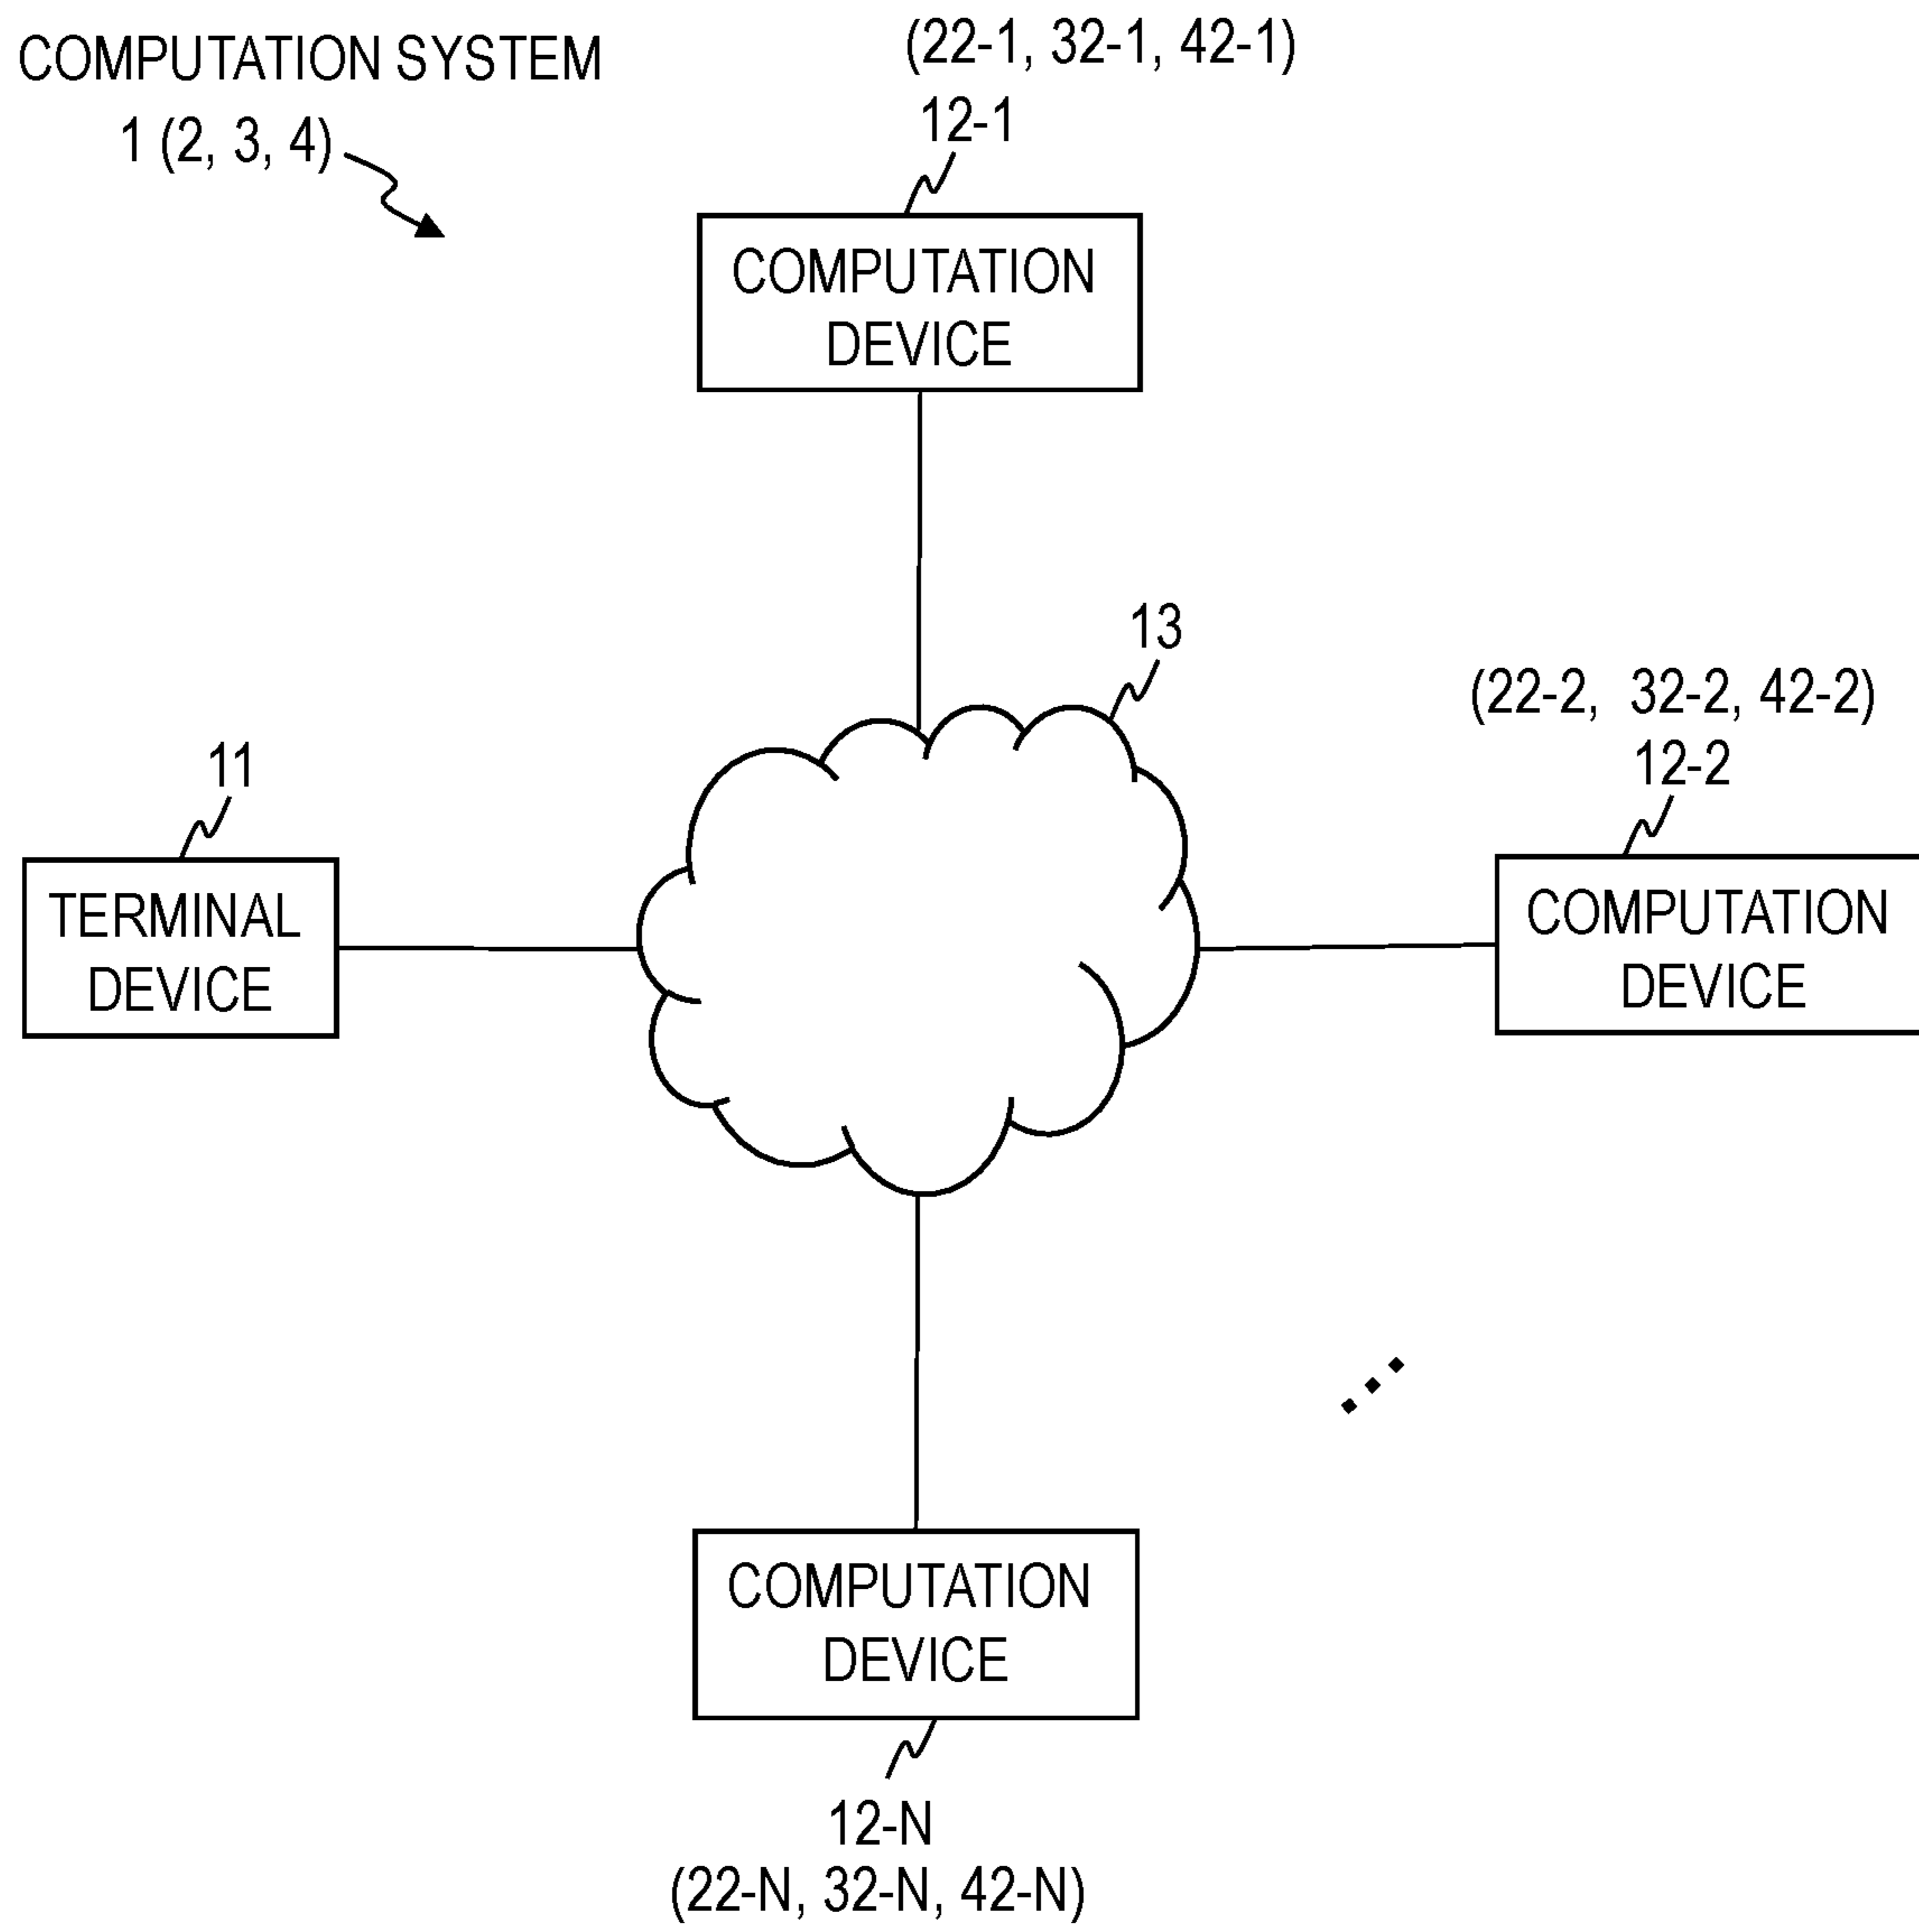 COMPUTATION SYSTEM
1 (2, 3, 4)
(22-1, 32-1, 42-1)
12-1
COMPUTATION
DEVICE
13
(22-2, 32-2, 42-2)
12-2
11
TERMINAL
DEVICE
COMPUTATION
DEVICE
COMPUTATION
DEVICE
12-N
(22-N, 32-N, 42-N)